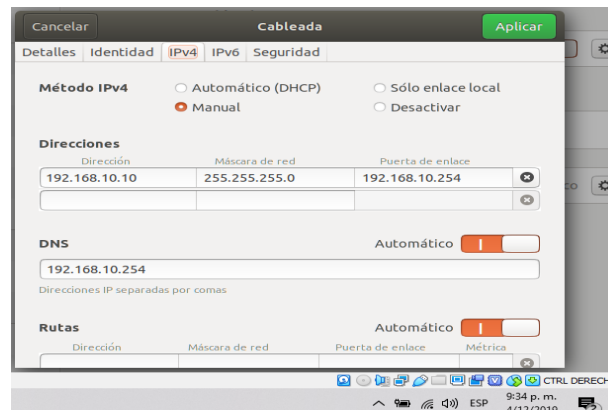 Cancelar Cableada Aplicar
Detalles Identidad IPv4 IPv6 Seguridad
Método IPv4 Automático (DHCP) Sólo enlace local
Manual Desactivar
Direcciones
Dirección Máscara de red Puerta de enlace
192.168.10.10 255.255.255.0 192.168.10.254
DNS Automático
192.168.10.254
Direcciones IP separadas por comas
Rutas Automático
Dirección Máscara de red Puerta de enlace Métrica
CTRL DERECH
ESP 9:34 p. m.
4/12/2019